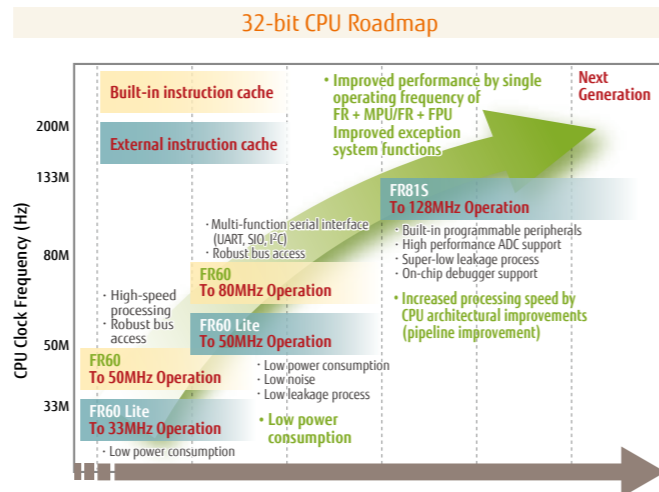 32-bit CPU Roadmap
CPU Clock Frequency (Hz)
200M
133M
80M
50M
33M
Built-in instruction cache
External instruction cache
• Improved performance by single
operating frequency of
FR + MPU/FR + FPU
Improved exception
system functions
Next
Generation
FR81S
To 128MHz Operation
• Built-in programmable peripherals
• High performance ADC support
• Super-low leakage process
• On-chip debugger support
• Increased processing speed by
CPU architectural improvements
(pipeline improvement)
• Multi-function serial interface
(UART, SIO, I²C)
• Robust bus access
FR60
To 80MHz Operation
FR60 Lite
To 50MHz Operation
• Low power consumption
• Low noise
• Low leakage process
• Low power
consumption
• High-speed
processing
• Robust bus
access
FR60
To 50MHz Operation
FR60 Lite
To 33MHz Operation
• Low power consumption